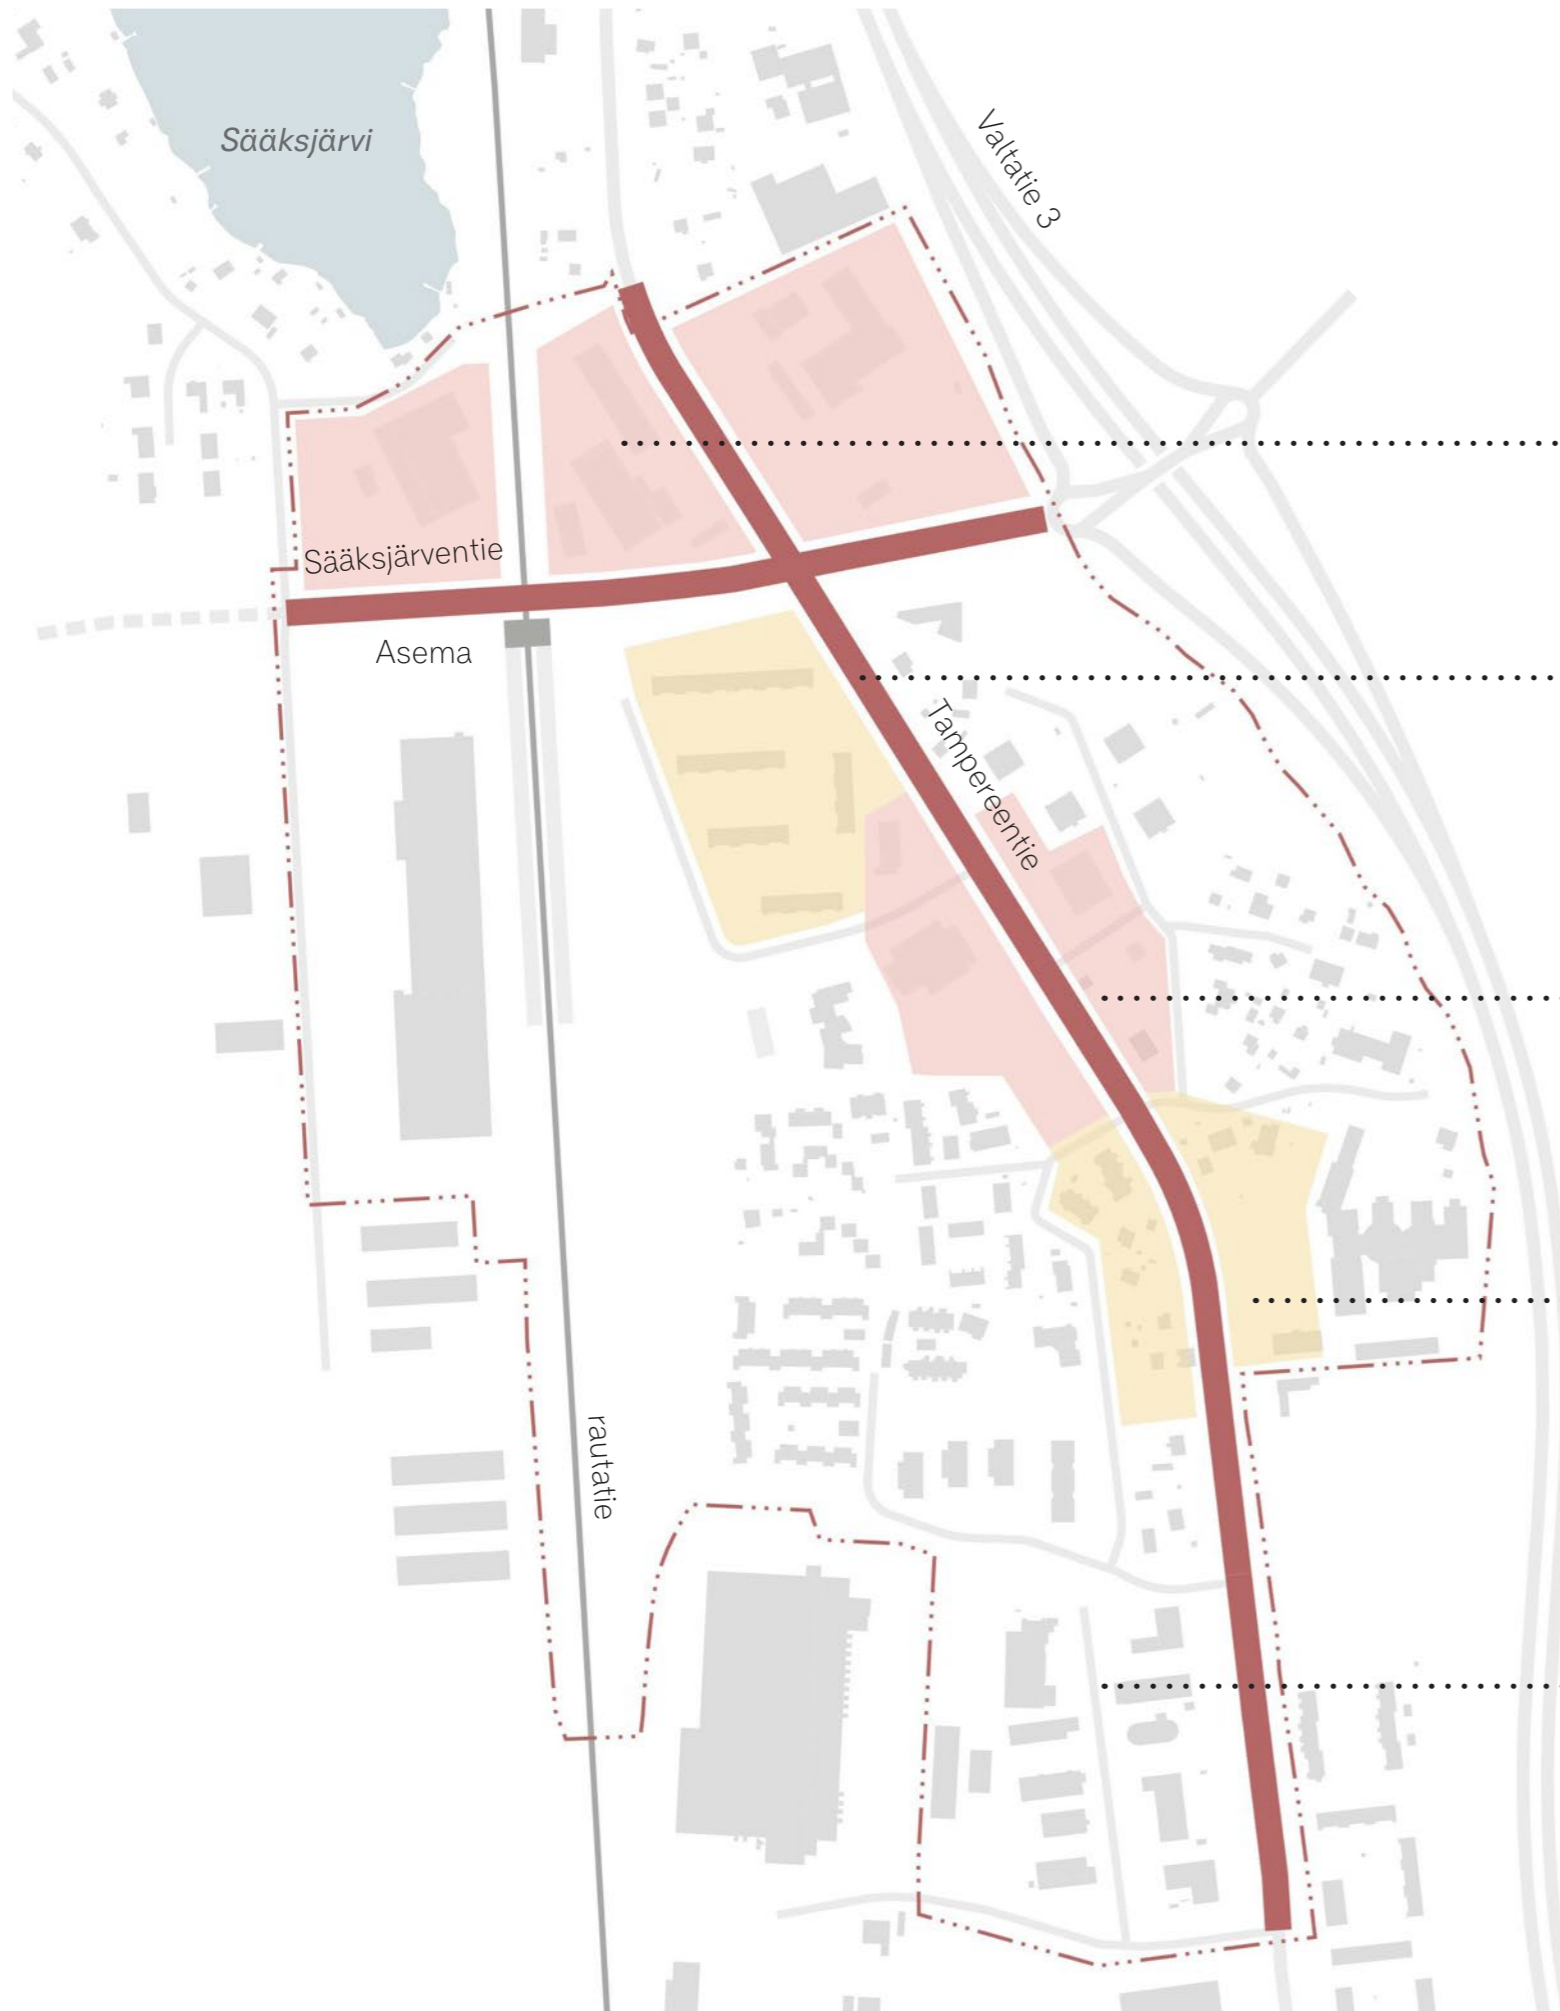 Sääksjärvi
Valtatie 3
Sääksjärventie
Asema
Tampereentie
rautatie